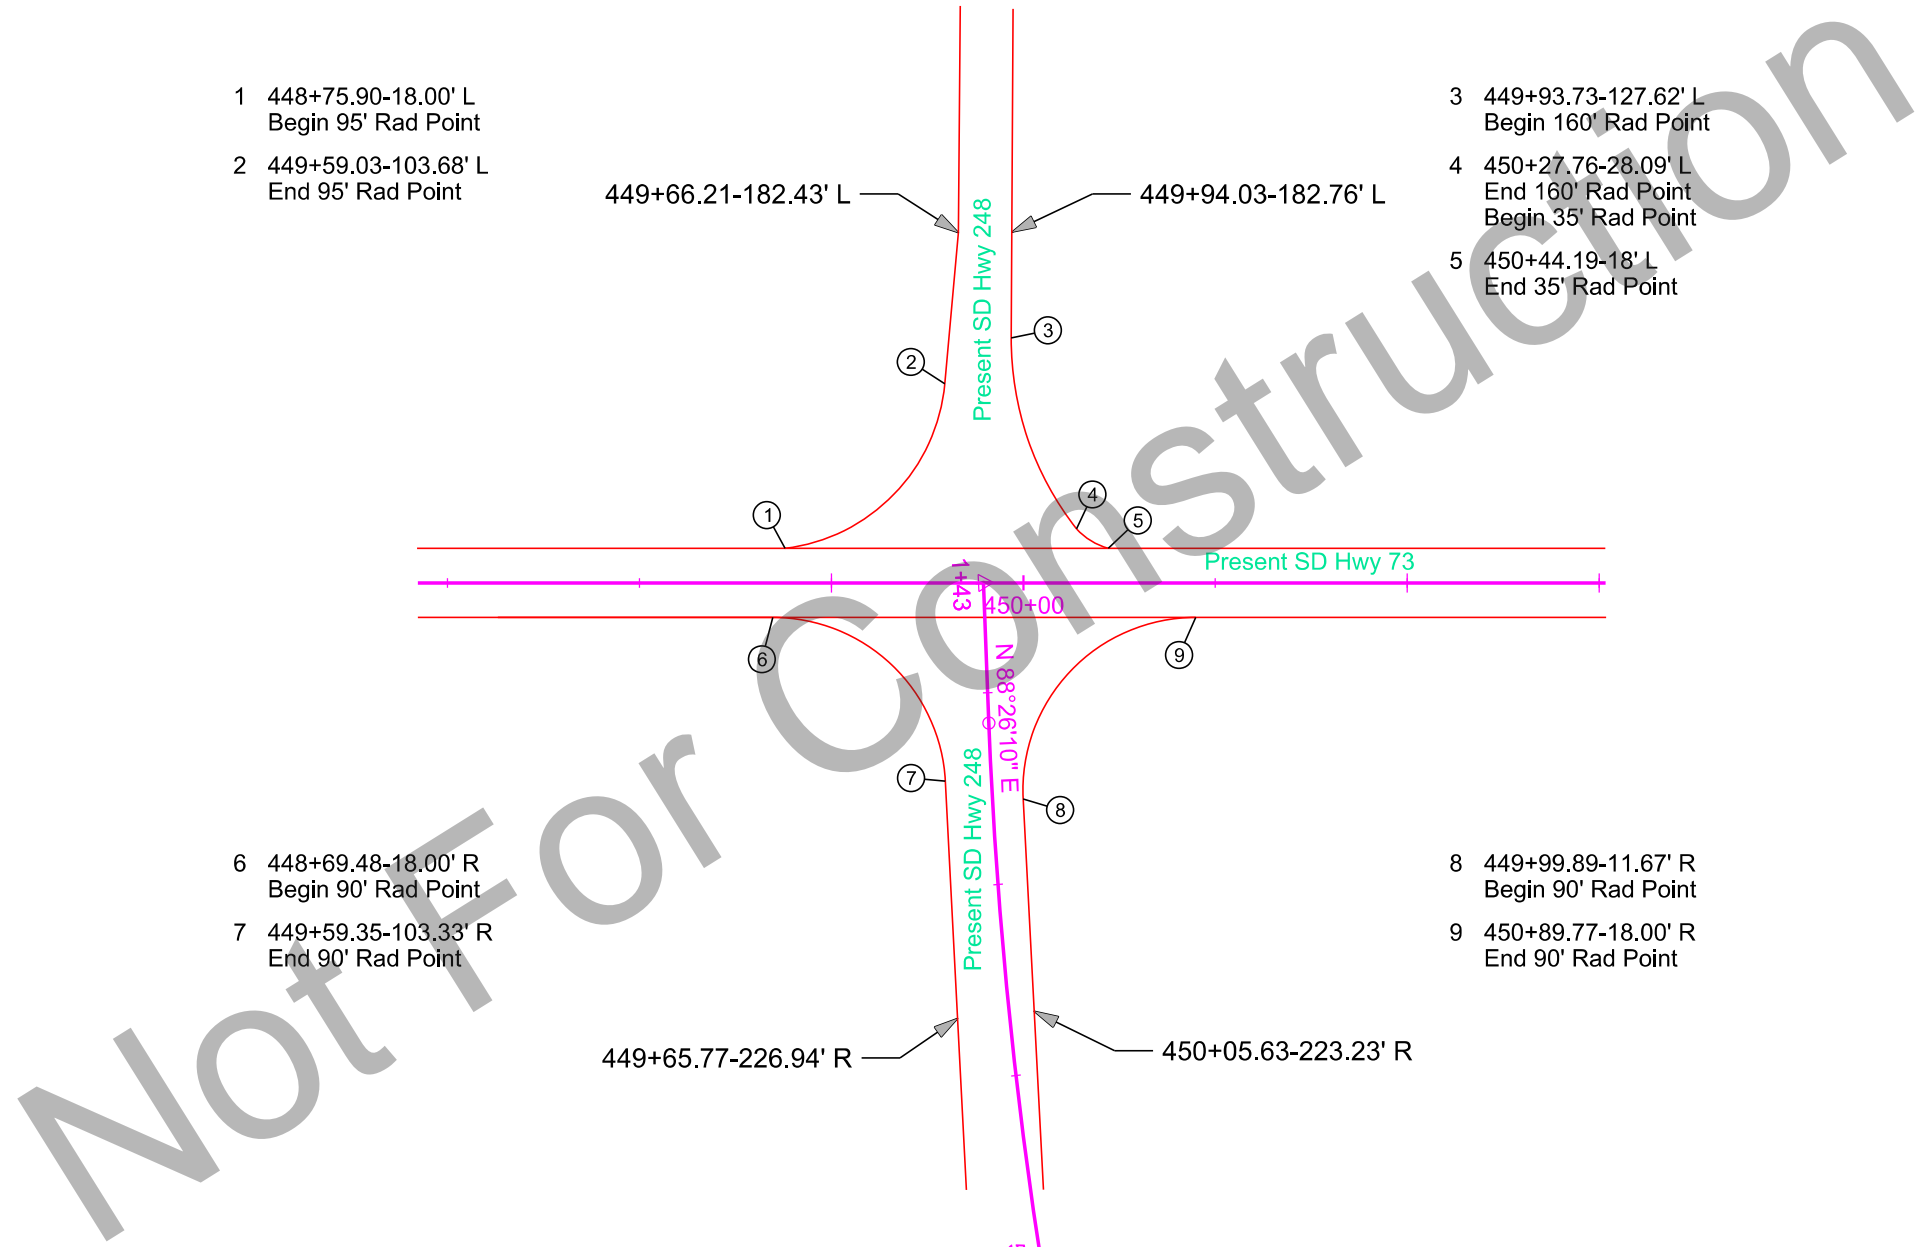 1 448+75.90-18.00' L
Begin 95' Rad Point
2 449+59.03-103.68' L
End 95' Rad Point
3 449+93.73-127.62' L
Begin 160' Rad Point
4 450+27.76-28.09' L
End 160' Rad Point
Begin 35' Rad Point
5 450+44.19-18' L
End 35' Rad Point
449+66.21-182.43' L
449+94.03-182.76' L
Present SD Hwy 248
3
2
4
1
5
Present SD Hwy 73
1+43
450+00
6
9
N 88°26'10" E
7
8
Present SD Hwy 248
6 448+69.48-18.00' R
Begin 90' Rad Point
7 449+59.35-103.33' R
End 90' Rad Point
8 449+99.89-11.67' R
Begin 90' Rad Point
9 450+89.77-18.00' R
End 90' Rad Point
449+65.77-226.94' R
450+05.63-223.23' R
Not For Construction